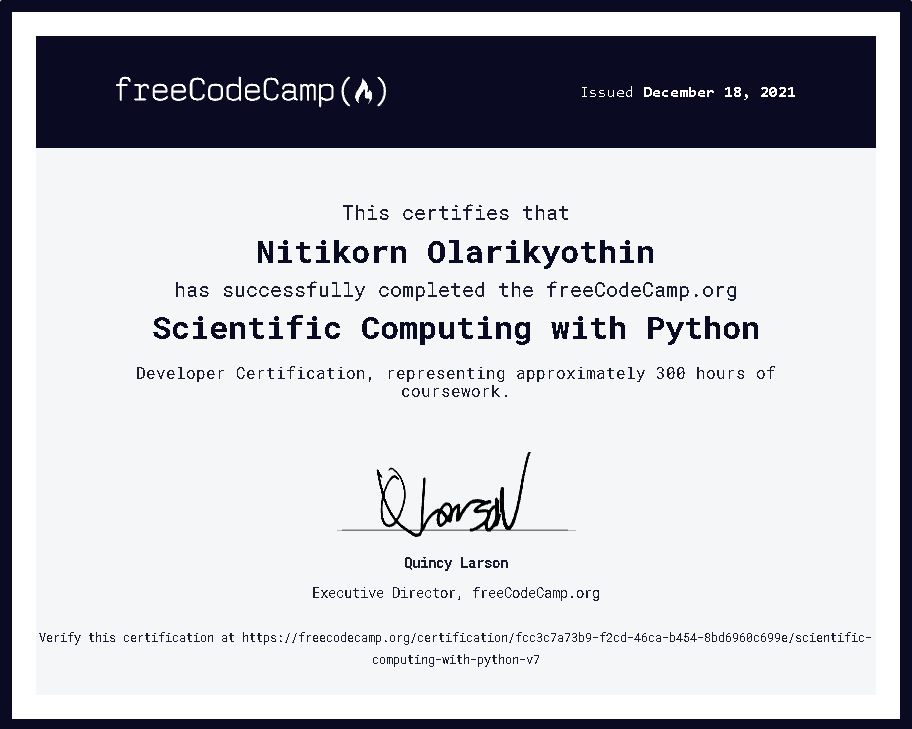 freeCodeCamp(🔥)
Issued December 18, 2021
This certifies that
Nitikorn Olarikyothin
has successfully completed the freeCodeCamp.org
Scientific Computing with Python
Developer Certification, representing approximately 300 hours of
coursework.
Q Larson
Quincy Larson
Executive Director, freeCodeCamp.org
Verify this certification at https://freecodecamp.org/certification/fcc3c7a73b9-f2cd-46ca-b454-8bd6960c699e/scientific-
computing-with-python-v7